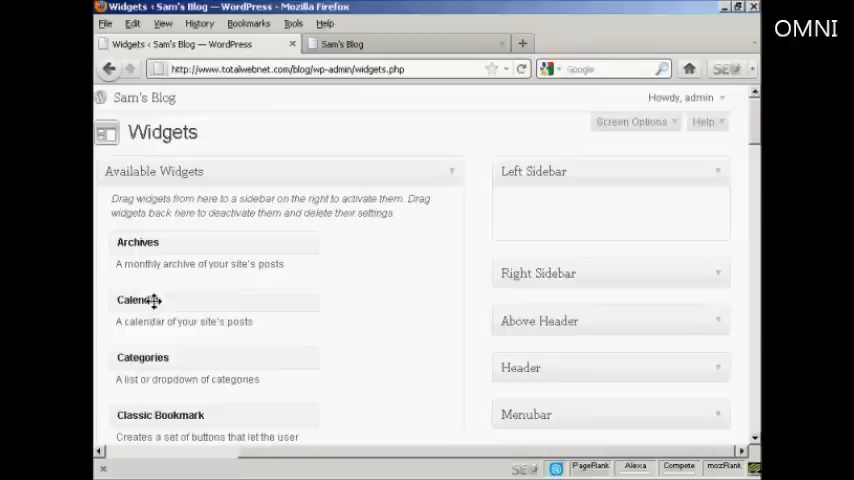 Widgets ‹ Sam's Blog — WordPress - Mozilla Firefox
OMNI
File Edit View History Bookmarks Tools Help
Widgets ‹ Sam's Blog — WordPress
Sam's Blog
http://www.totalwebnet.com/blog/wp-admin/widgets.php
Google
SEO
Sam's Blog
Howdy, admin
Widgets
Screen Options
Help
Available Widgets
Drag widgets from here to a sidebar on the right to activate them. Drag
widgets back here to deactivate them and delete their settings.
Archives
A monthly archive of your site's posts
A calendar of your site's posts
Categories
A list or dropdown of categories
Classic Bookmark
Creates a set of buttons that let the user
Left Sidebar
Right Sidebar
Above Header
Header
Menubar
SEO
PageRank
Alexa
Compete
mozRank